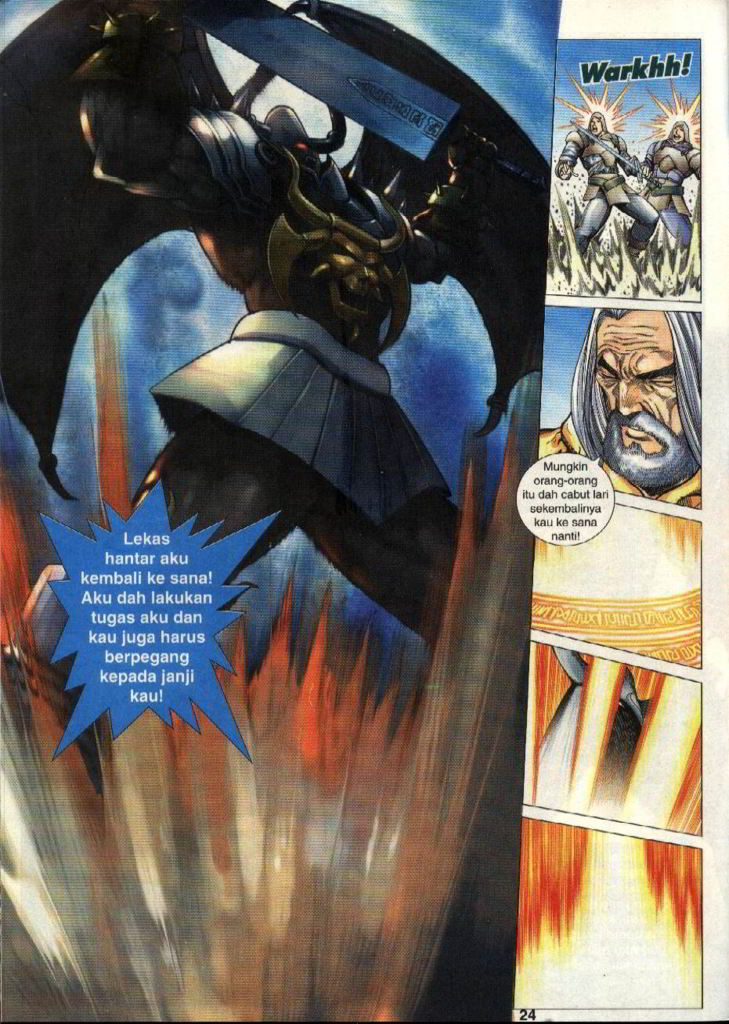 Warkhh!
Mungkin
orang-orang
itu dah cabut lari
sekembalinya
kau ke sana
nanti!
Lekas
hantar aku
kembali ke sana!
Aku dah lakukan
tugas aku dan
kau juga harus
berpegang
kepada janji
kau!
24